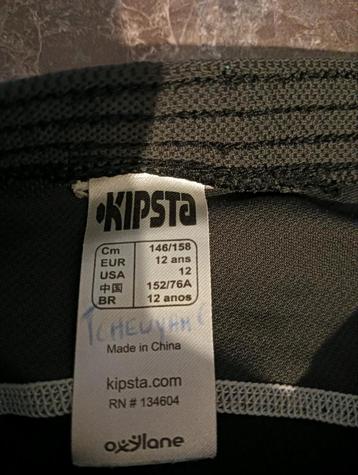 KIPSTA
Cm 146/158
EUR 12 ans
USA 12
中国 152/76A
BR 12 anos
Made in China
kipsta.com
RN # 134604
oxylane